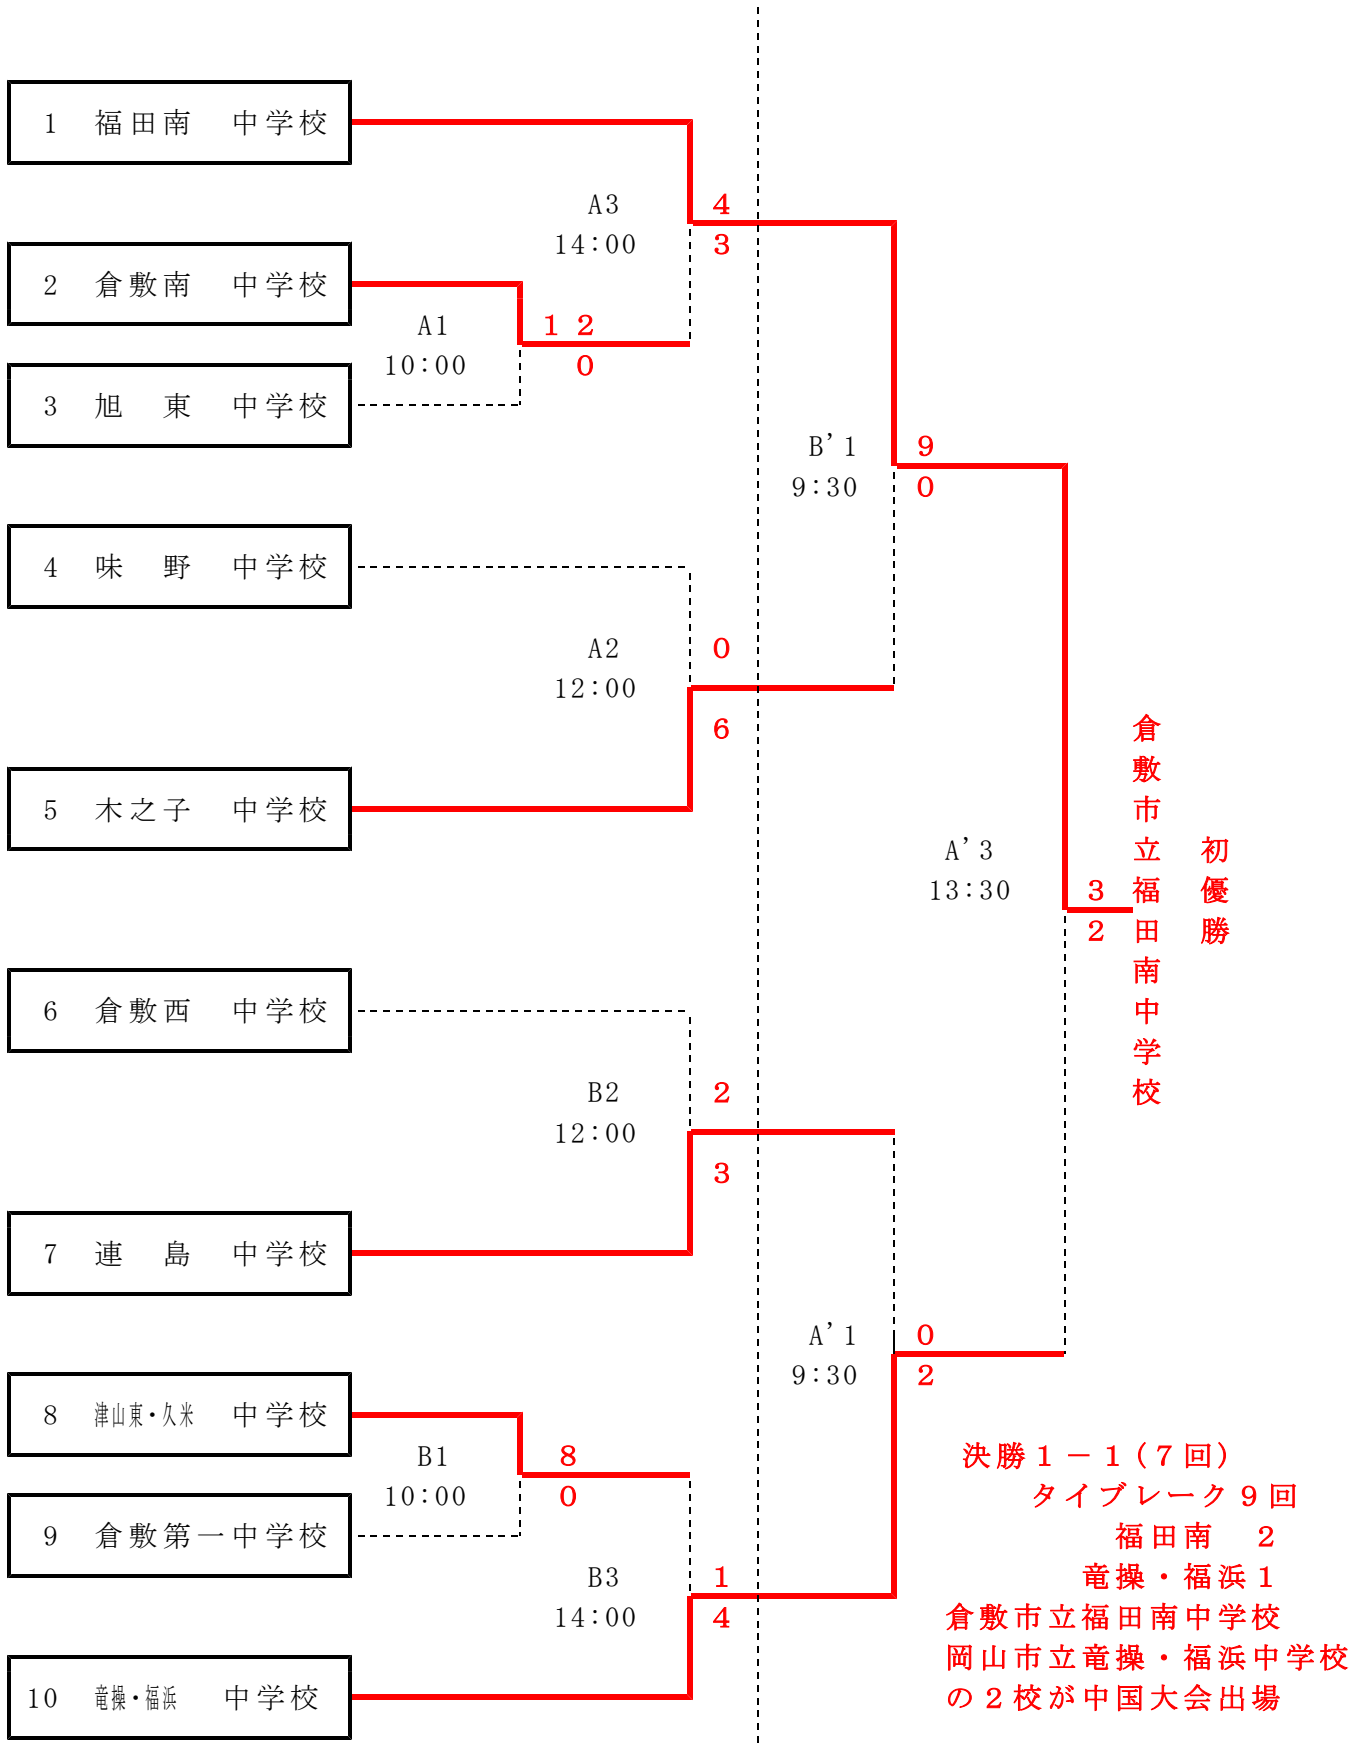 1 福田南 中学校
A3
14:00
4
3
2 倉敷南 中学校
A1
10:00
12
0
3 旭 東 中学校
B'1
9:30
9
0
4 味 野 中学校
A2
12:00
0
6
5 木之子 中学校
A'3
13:30
3
2
倉敷市立福田南中学校
初優勝
6 倉敷西 中学校
B2
12:00
2
3
7 連 島 中学校
A'1
9:30
0
2
8 津山東・久米 中学校
B1
10:00
8
0
9 倉敷第一中学校
B3
14:00
1
4
10 竜操・福浜 中学校
決勝1－1(7回)
タイブレーク9回
福田南 2
竜操・福浜1
倉敷市立福田南中学校
岡山市立竜操・福浜中学校
の2校が中国大会出場